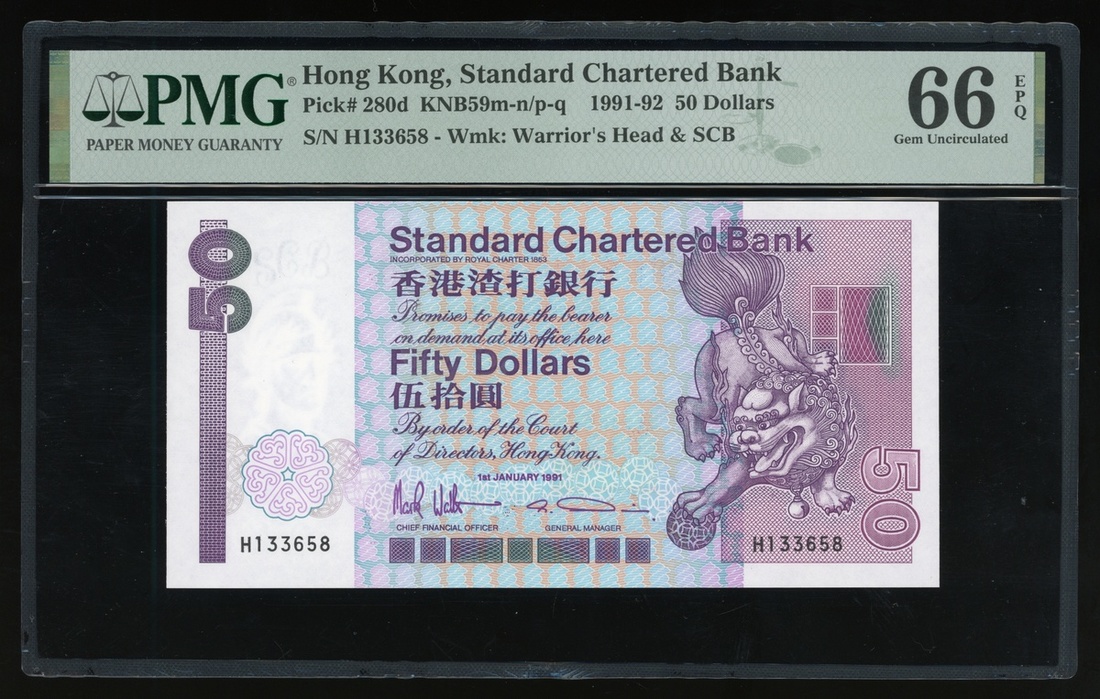 PMG®
PAPER MONEY GUARANTY
Hong Kong, Standard Chartered Bank
Pick# 280d KNB59m-n/p-q 1991-92 50 Dollars
S/N H133658 - Wmk: Warrior's Head & SCB
66
EPQ
Gem Uncirculated
50
Standard Chartered Bank
INCORPORATED BY ROYAL CHARTER 1853
香港渣打銀行
Promises to pay the bearer
on demand at its office here
Fifty Dollars
伍拾圓
By order of the Court
of Directors, Hong Kong.
1st JANUARY 1991
CHIEF FINANCIAL OFFICER
GENERAL MANAGER
H133658
H133658
50